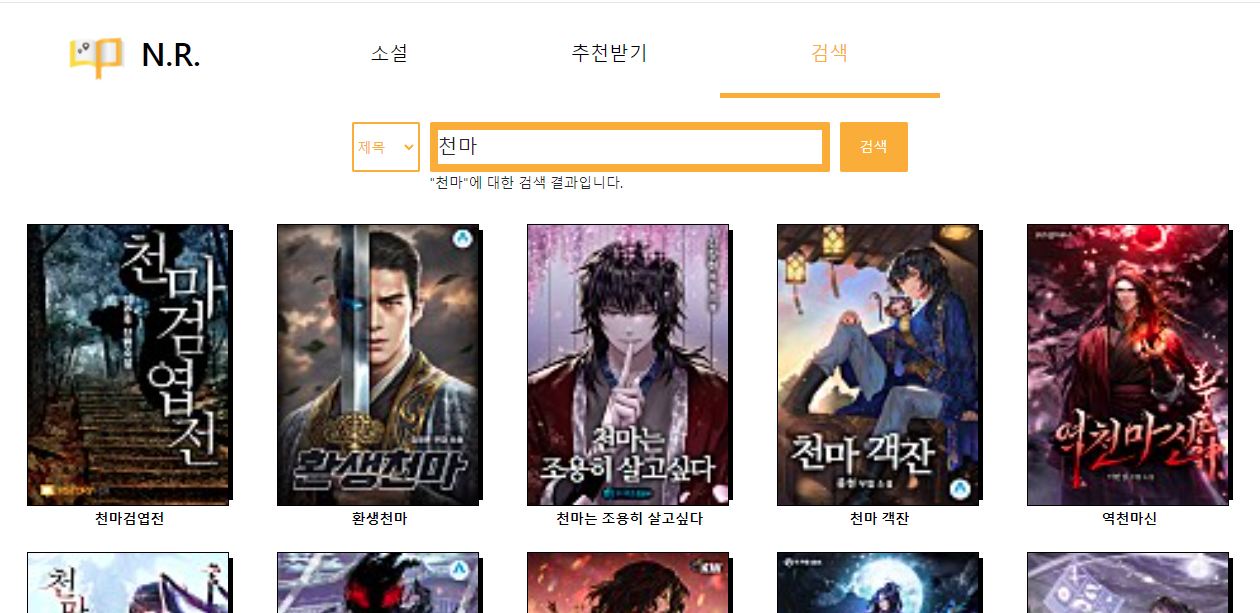 N.R.
소설
추천받기
검색
제목
천마
검색
"천마"에 대한 검색 결과입니다.
천마검엽전
환생천마
천마는
조용히 살고싶다
천마 객잔
역천마신
천마검엽전
환생천마
천마는 조용히 살고싶다
천마 객잔
역천마신
천마
KW